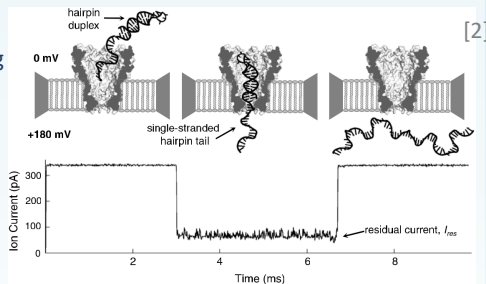 hairpin
duplex
[2]
g
0 mV
+180 mV
single-stranded
hairpin tail
300
200
100
0
Ion Current (pA)
residual current, Ires
2
4
6
8
Time (ms)